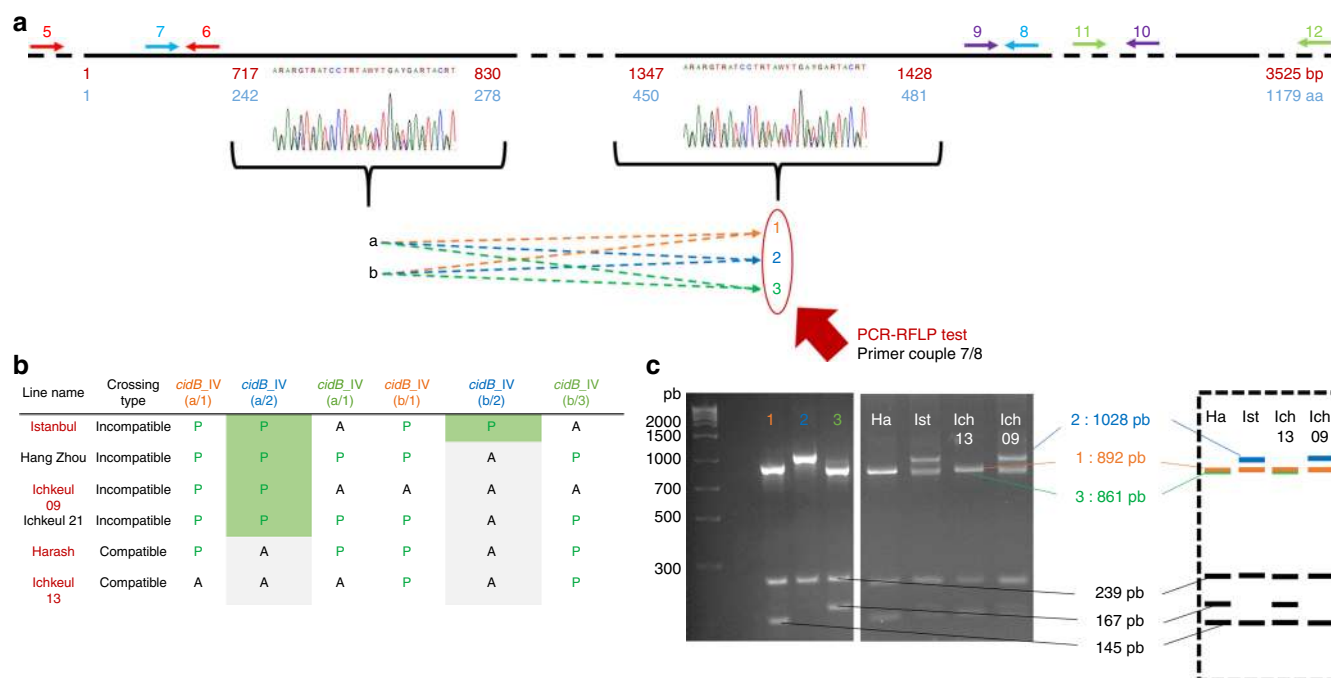 a
5 7 6 9 8 11 10 12
1 717 ARARGTRATCCTRTAWYTGAYGARTACRT 830 1347 ARARGTRATCCTRTAWYTGAYGARTACRT 1428 3525 bp
1 242 278 450 481 1179 aa
a
b
1
2
3
PCR-RFLP test
Primer couple 7/8
b
Line name Crossing type cidB_IV (a/1) cidB_IV (a/2) cidB_IV (a/1) cidB_IV (b/1) cidB_IV (b/2) cidB_IV (b/3)
Istanbul Incompatible P P A P P A
Hang Zhou Incompatible P P P P A P
Ichkeul 09 Incompatible P P A A A A
Ichkeul 21 Incompatible P P P P A P
Harash Compatible P A P P A P
Ichkeul 13 Compatible A A A P A P
c
pb
2000
1500
1000
700
500
300
1 2 3
Ha Ist Ich 13 Ich 09
2 : 1028 pb
1 : 892 pb
3 : 861 pb
239 pb
167 pb
145 pb
Ha Ist Ich 13 Ich 09